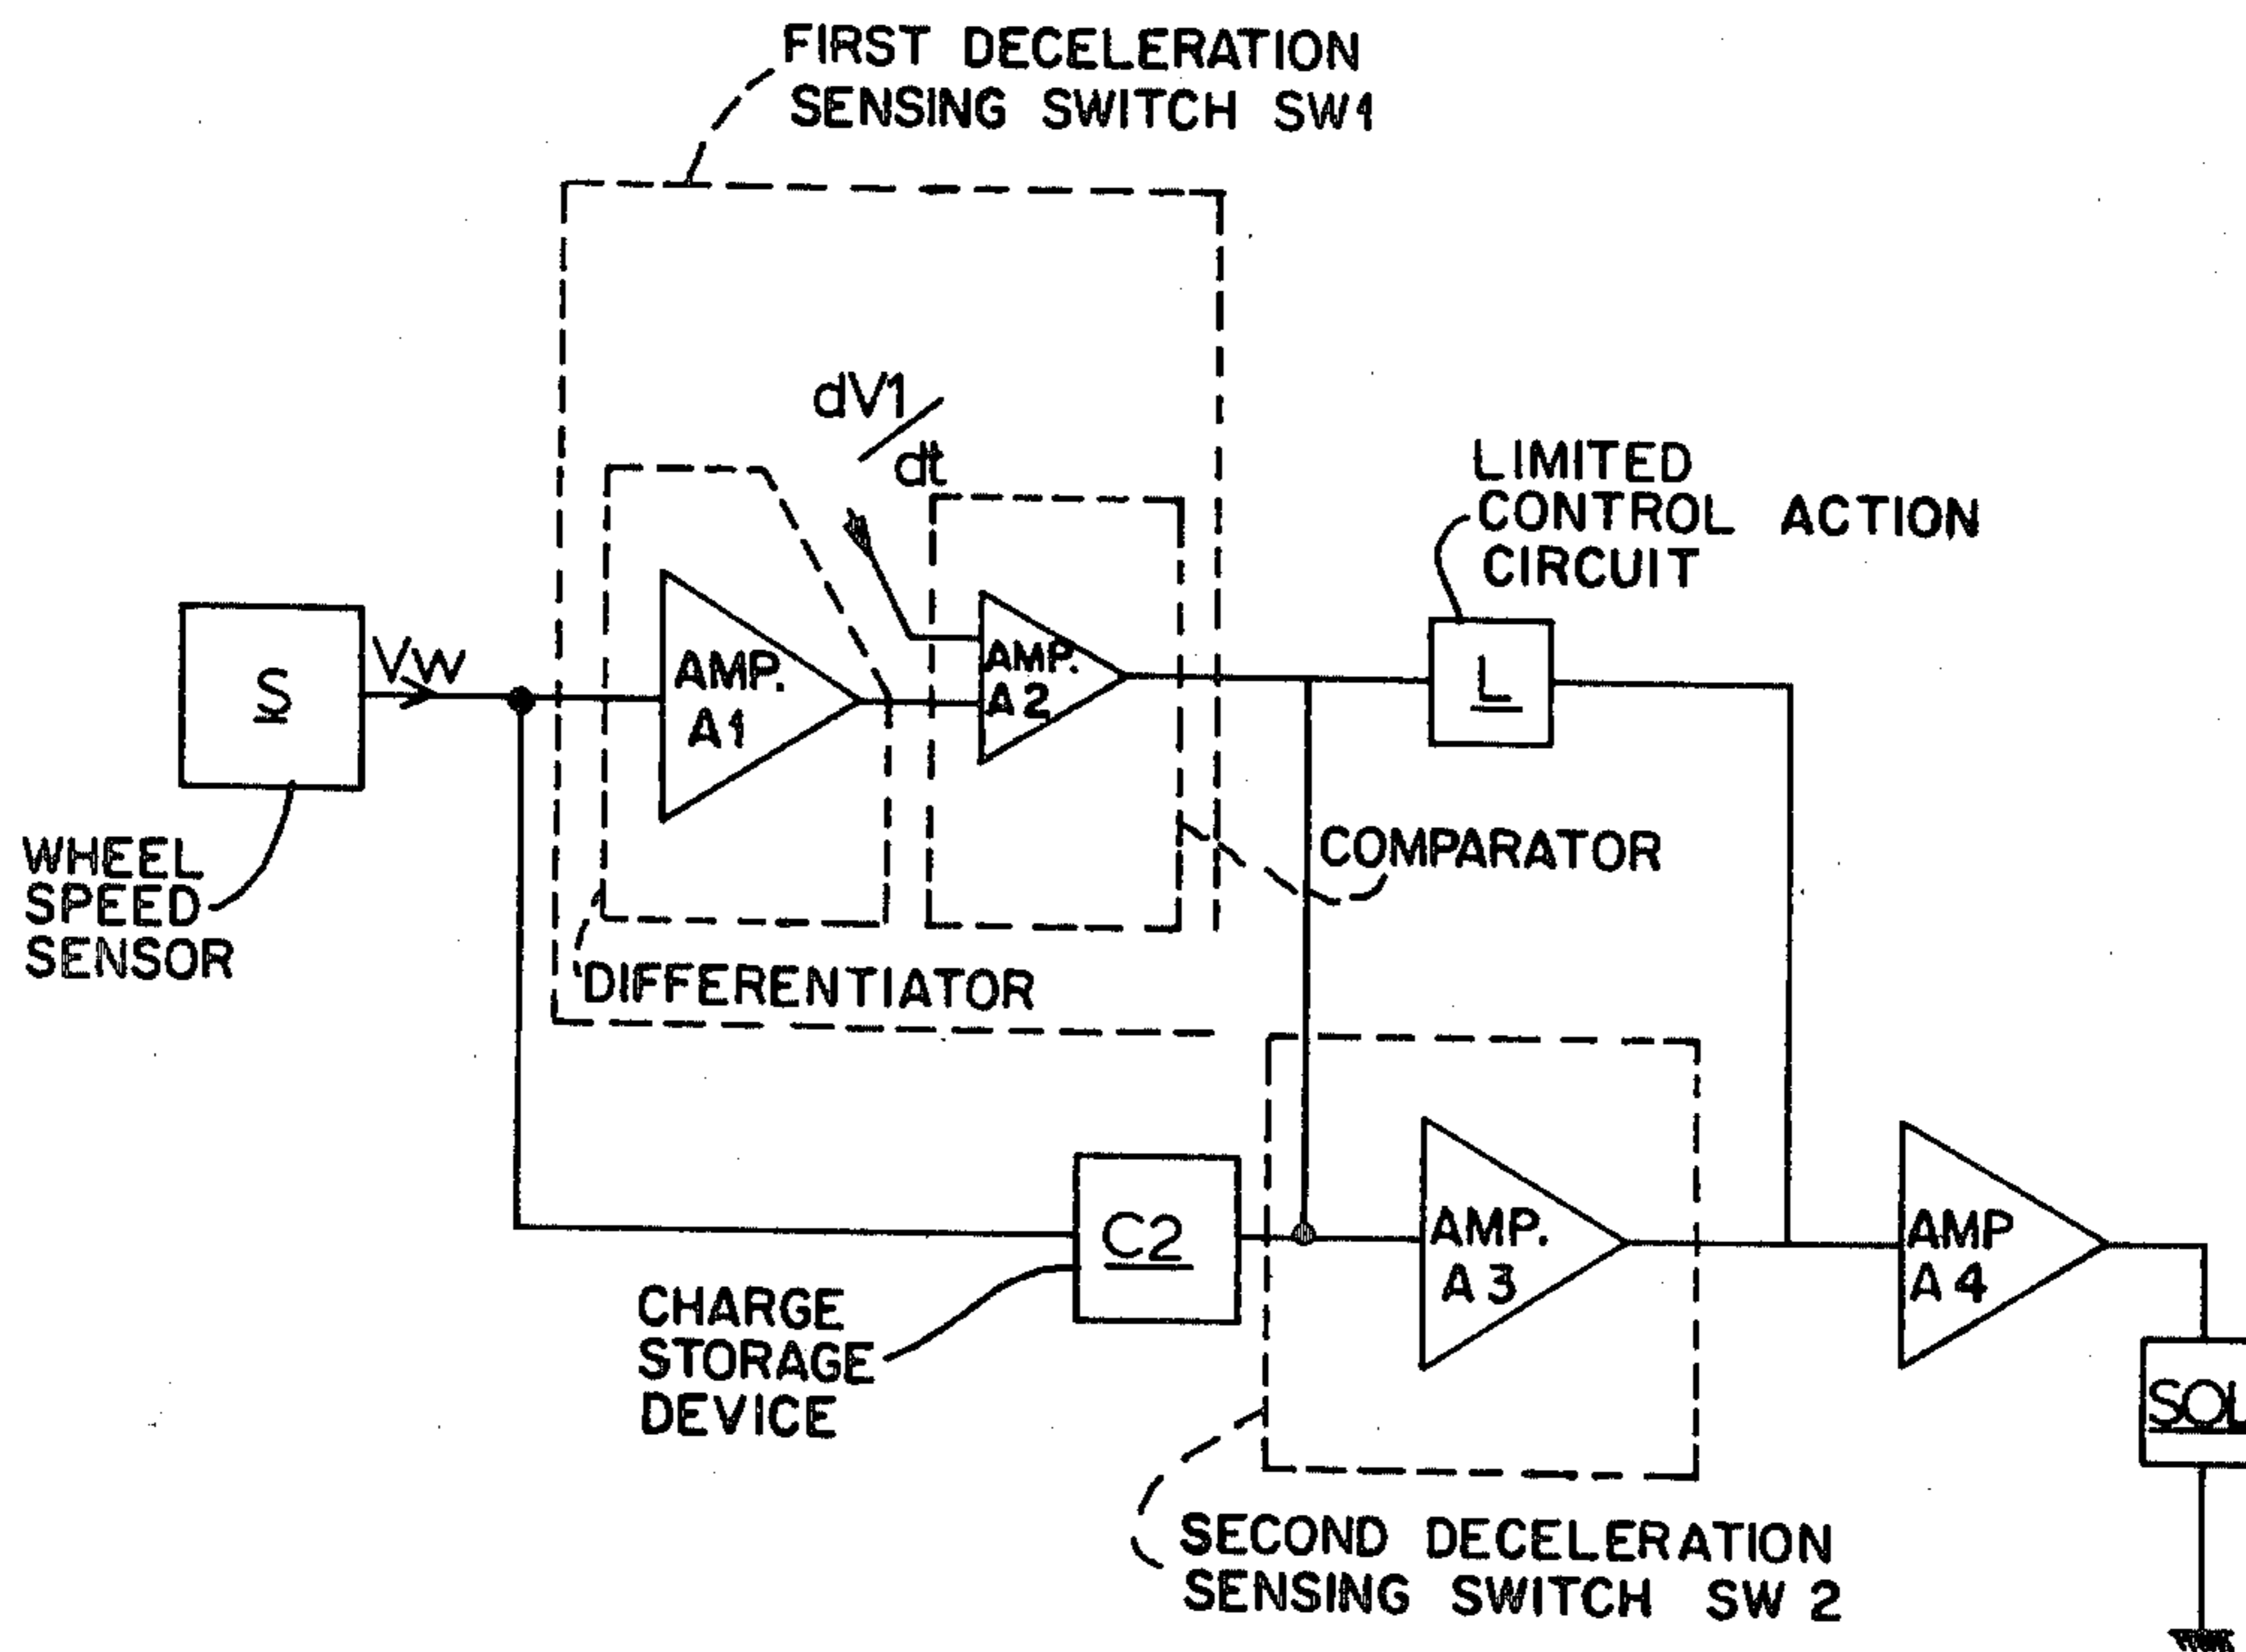 FIRST DECELERATION
SENSING SWITCH SW1
dV1/
dt
LIMITED
CONTROL ACTION
CIRCUIT
S
VW
AMP.
A1
AMP.
A2
L
WHEEL
SPEED
SENSOR
COMPARATOR
DIFFERENTIATOR
C2
AMP.
A3
AMP
A4
CHARGE
STORAGE
DEVICE
SOL
SECOND DECELERATION
SENSING SWITCH SW 2